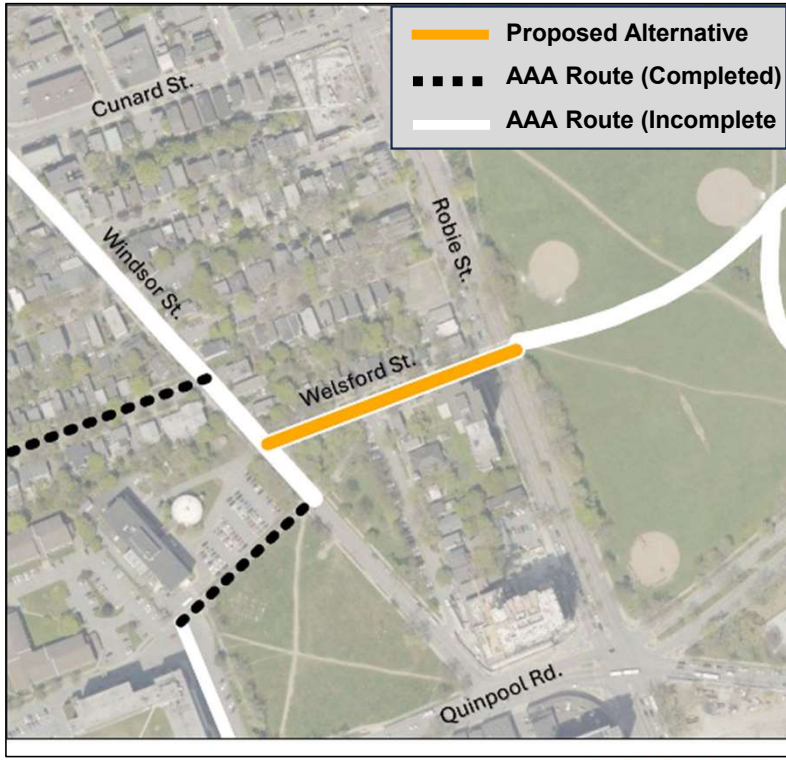 Proposed Alternative
AAA Route (Completed)
AAA Route (Incomplete
Cunard St.
Robie St.
Windsor St.
Welsford St.
Quinpool Rd.